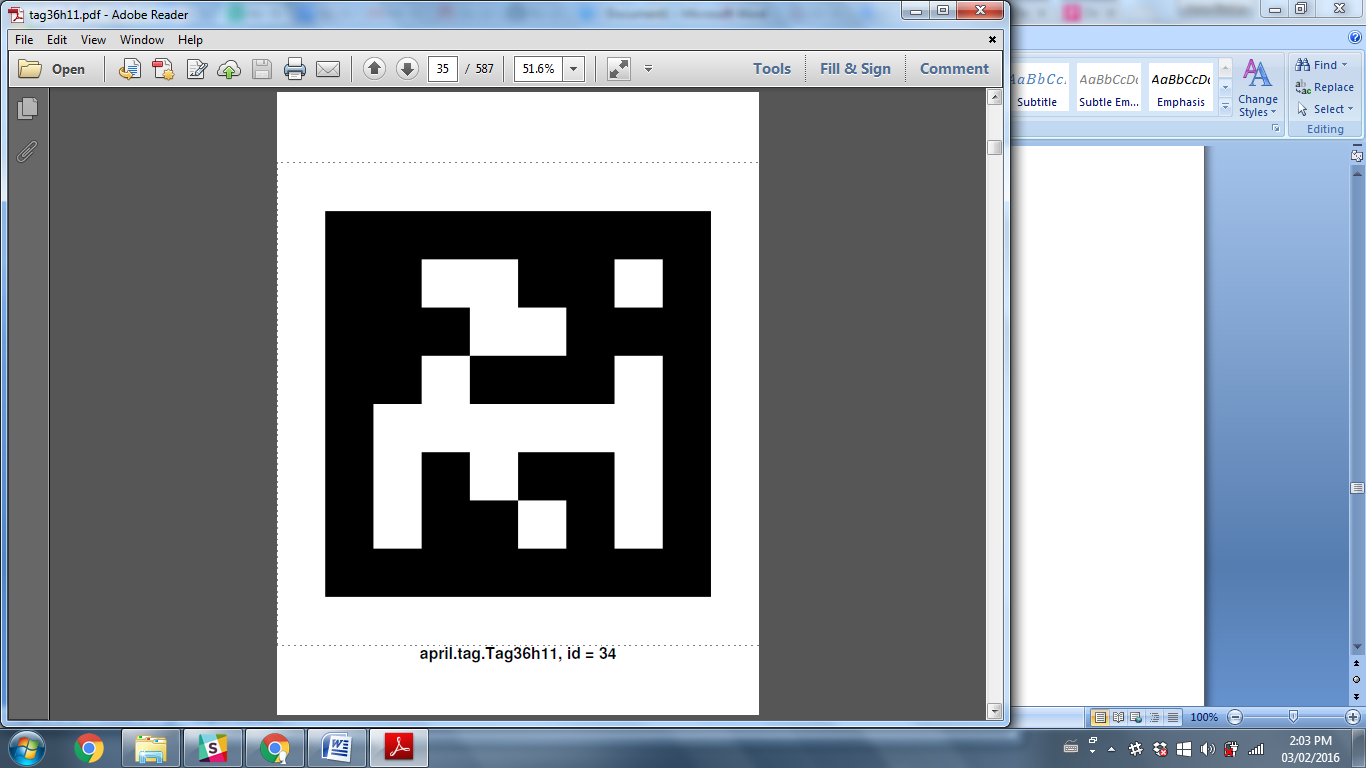 tag36h11.pdf - Adobe Reader
File Edit View Window Help
Open 35 / 587 51.6% Tools Fill & Sign Comment
AaBbCc. AaBbCcDc AaBbCcDc
Subtitle Subtle Em... Emphasis
Change
Styles
Find
Replace
Select
Editing
april.tag.Tag36h11, id = 34
100%
2:03 PM
03/02/2016